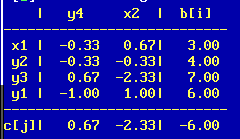 | y4 x2 | b[i]
x1 | -0.33 0.67| 3.00
y2 | -0.33 -0.33| 4.00
y3 | 0.67 -2.33| 7.00
y1 | -1.00 1.00| 6.00
c[j]| 0.67 -2.33| -6.00